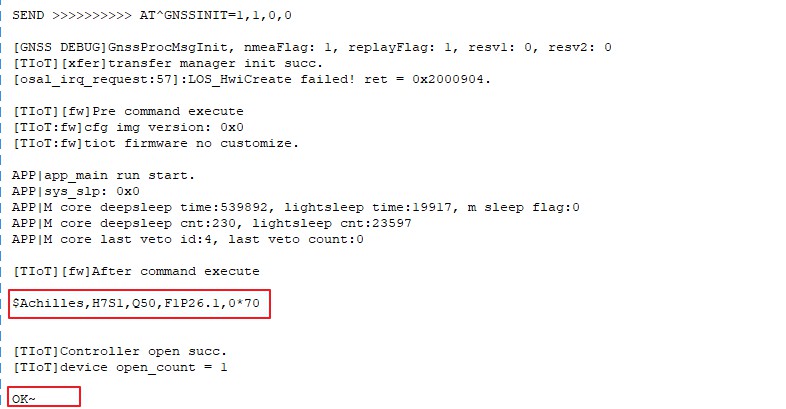 SEND >>>>>>>>>> AT^GNSSINIT=1,1,0,0
[GNSS DEBUG]GnssProcMsgInit, nmeaFlag: 1, replayFlag: 1, resv1: 0, resv2: 0
[TIoT][xfer]transfer manager init succ.
[osal_irq_request:57]:LOS_HwiCreate failed! ret = 0x2000904.
[TIoT][fw]Pre command execute
[TIoT:fw]cfg img version: 0x0
[TIoT:fw]tiot firmware no customize.
APP|app_main run start.
APP|sys_slp: 0x0
APP|M core deepsleep time:539892, lightsleep time:19917, m sleep flag:0
APP|M core deepsleep cnt:230, lightsleep cnt:23597
APP|M core last veto id:4, last veto count:0
[TIoT][fw]After command execute
$Achilles,H7S1,Q50,F1P26.1,0*70
[TIoT]Controller open succ.
[TIoT]device open_count = 1
OK~